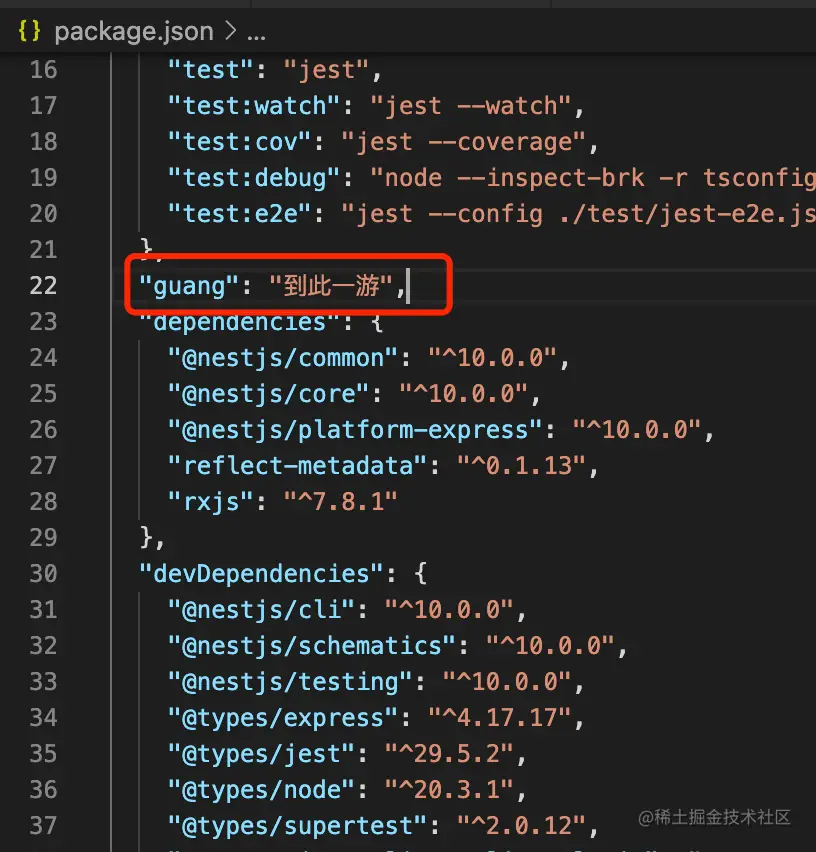 {} package.json > ...
16 "test": "jest",
17 "test:watch": "jest --watch",
18 "test:cov": "jest --coverage",
19 "test:debug": "node --inspect-brk -r tsconfig
20 "test:e2e": "jest --config ./test/jest-e2e.js
21 },
22 "guang": "到此一游",
23 "dependencies": {
24 "@nestjs/common": "^10.0.0",
25 "@nestjs/core": "^10.0.0",
26 "@nestjs/platform-express": "^10.0.0",
27 "reflect-metadata": "^0.1.13",
28 "rxjs": "^7.8.1"
29 },
30 "devDependencies": {
31 "@nestjs/cli": "^10.0.0",
32 "@nestjs/schematics": "^10.0.0",
33 "@nestjs/testing": "^10.0.0",
34 "@types/express": "^4.17.17",
35 "@types/jest": "^29.5.2",
36 "@types/node": "^20.3.1",
37 "@types/supertest": "^2.0.12",
@稀土掘金技术社区